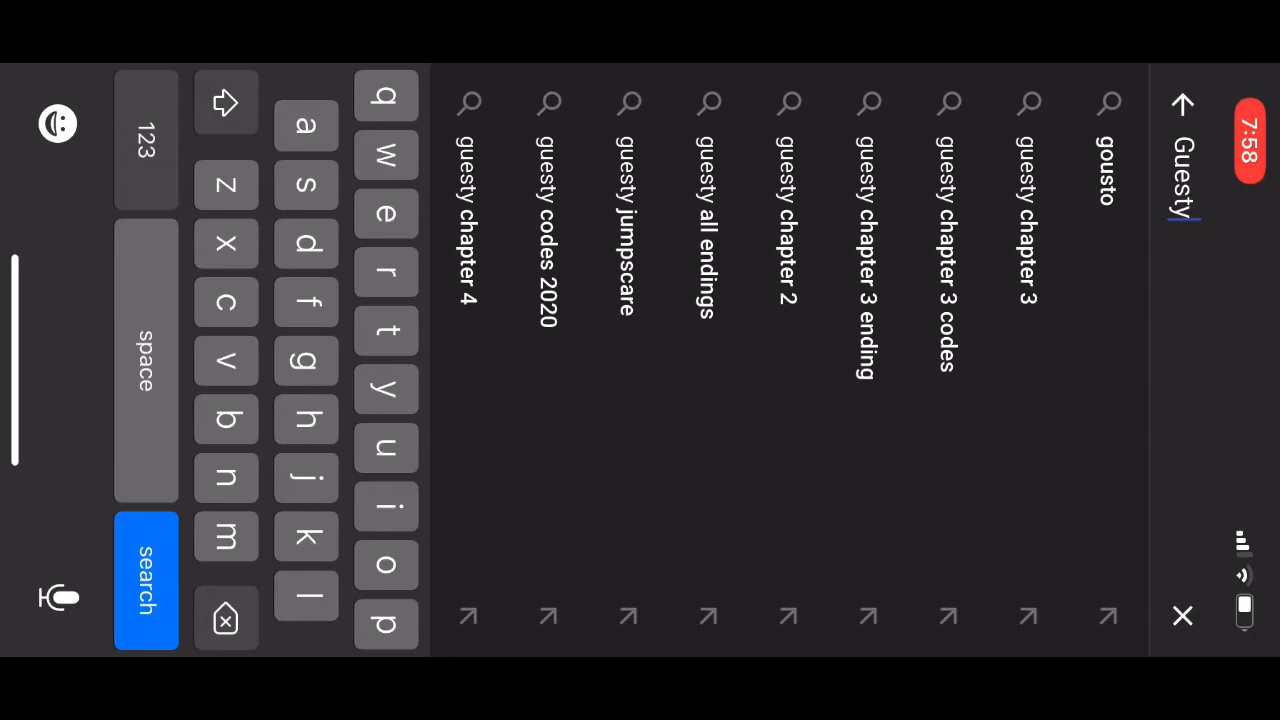 7:58
Guesty
gousto
guesty chapter 3
guesty chapter 3 codes
guesty chapter 3 ending
guesty chapter 2
guesty all endings
guesty jumpscare
guesty codes 2020
guesty chapter 4
q w e r t y u i o p
a s d f g h j k l
z x c v b n m
123 space search